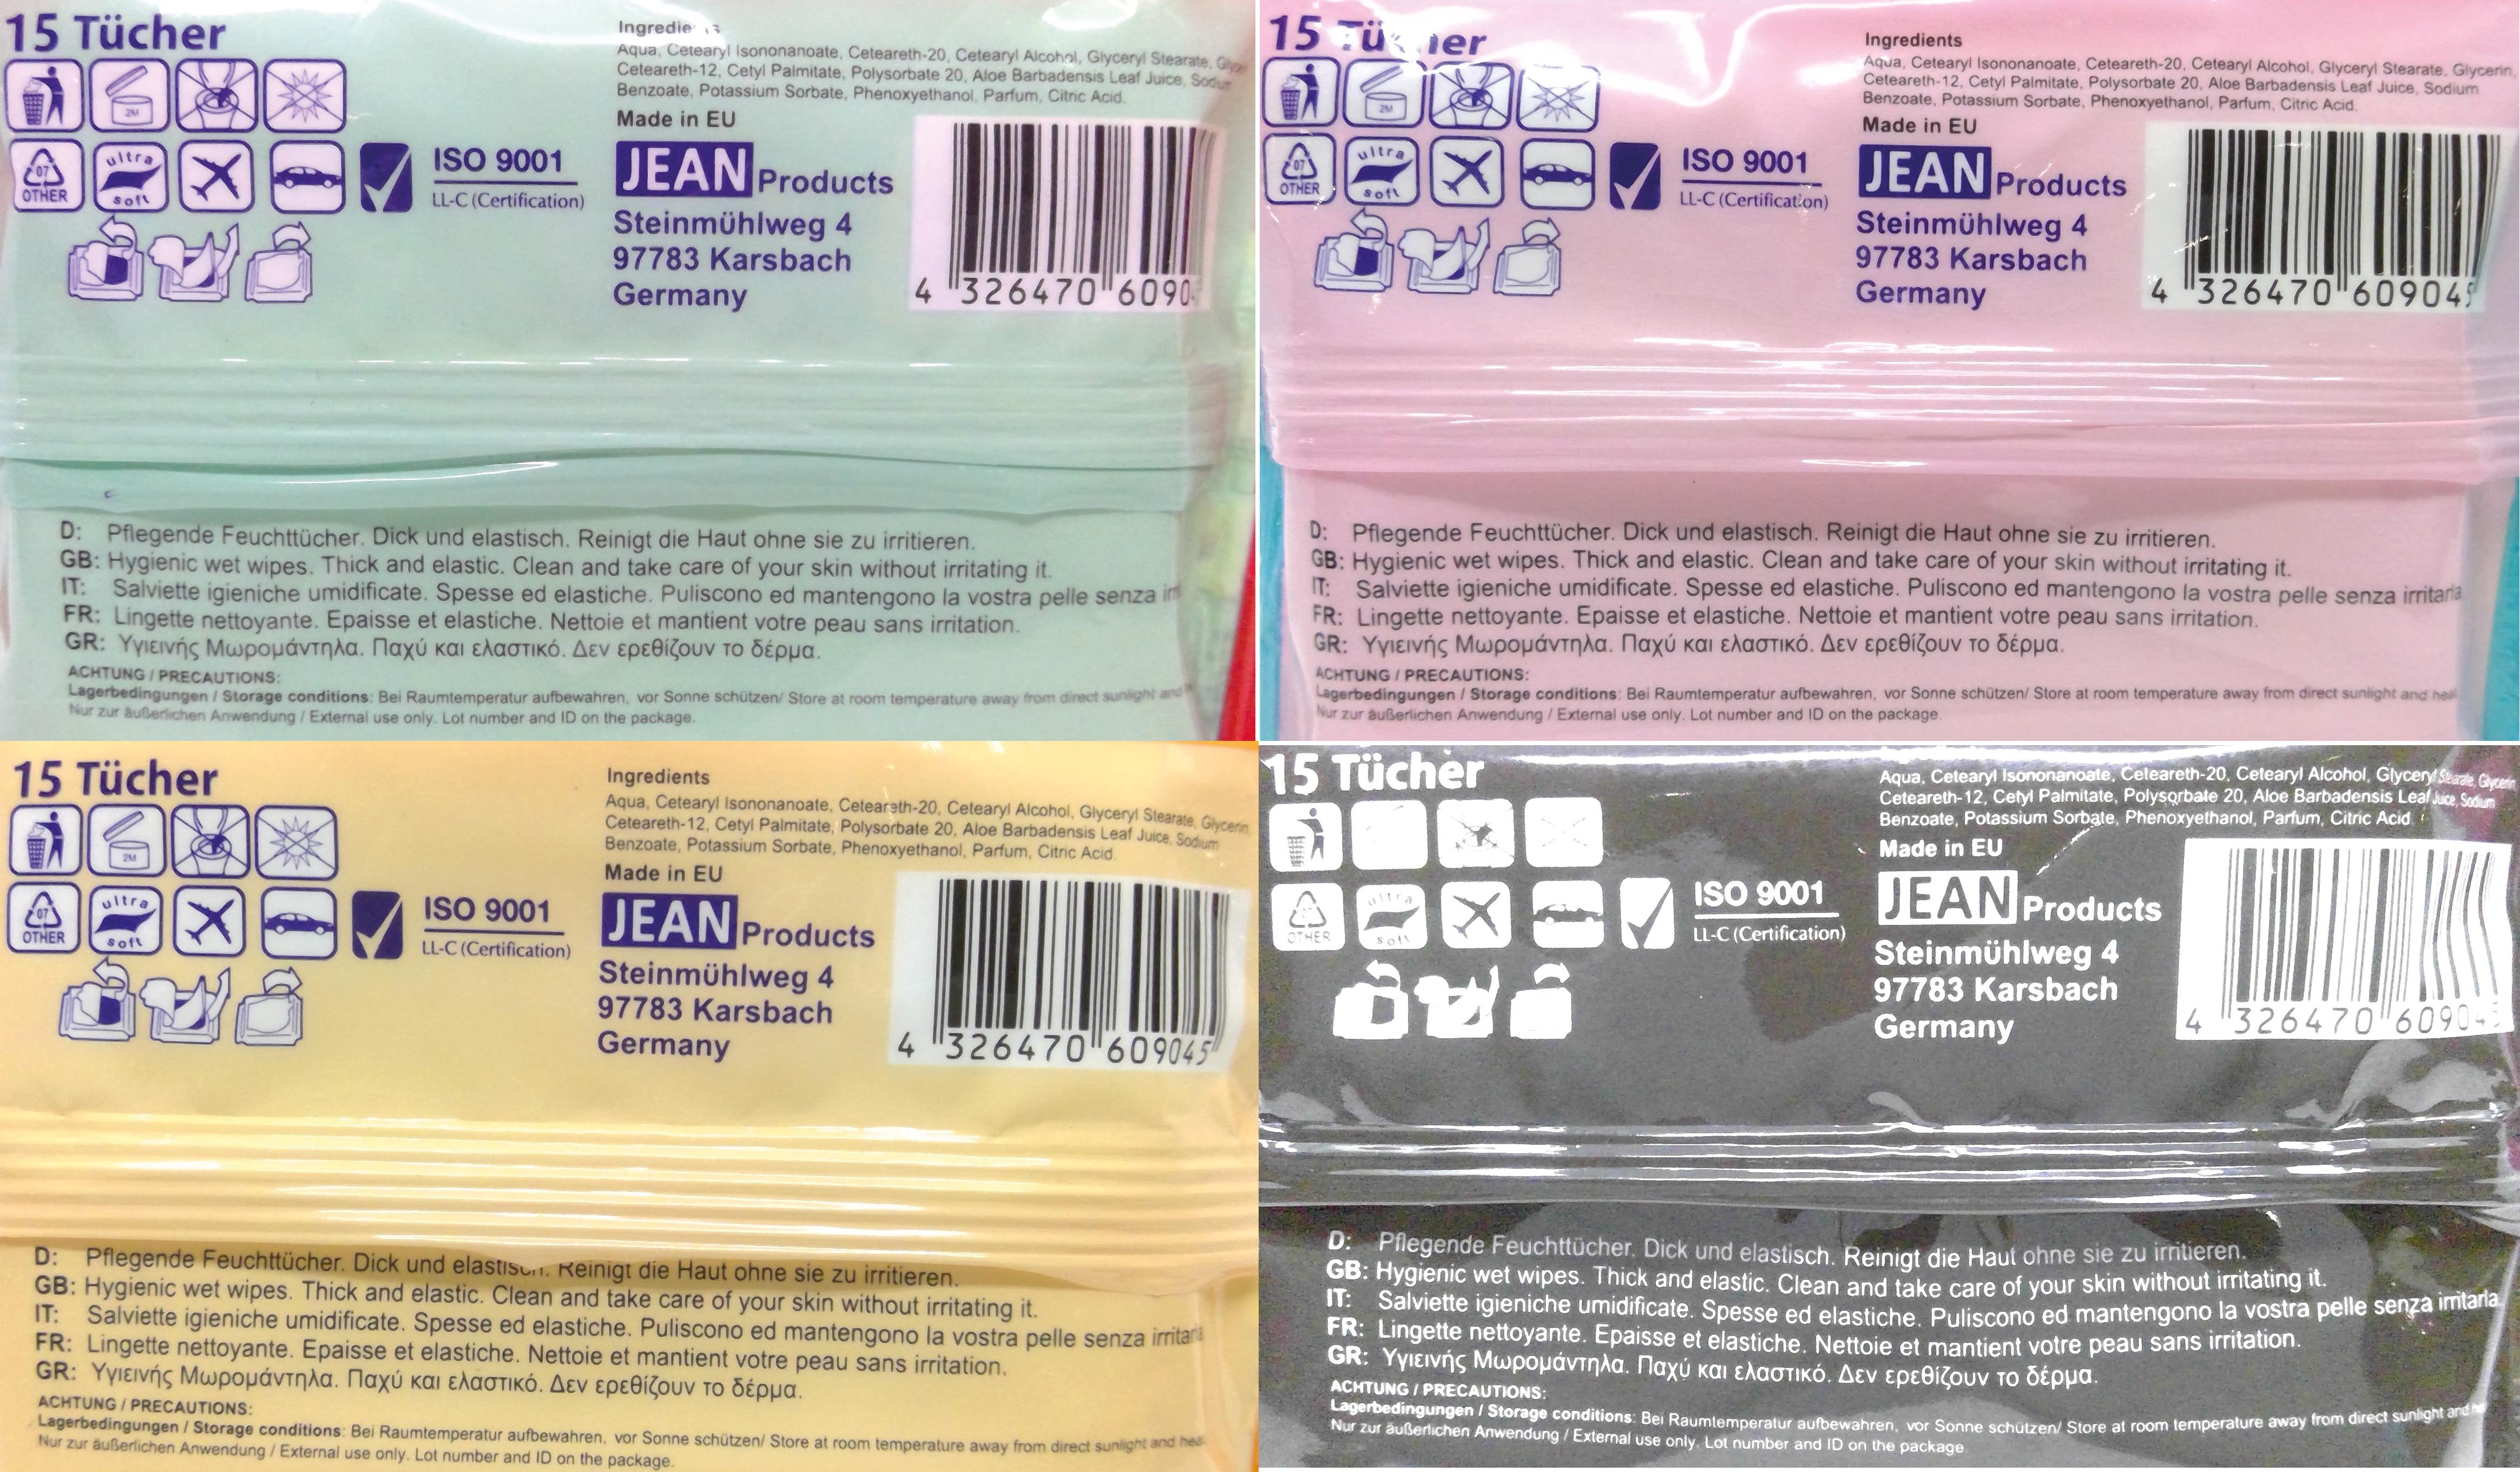 15 Tücher
Aqua, Cetearyl Isononanoate, Ceteareth-20, Cetearyl Alcohol, Glyceryl Stearate,
Ceteareth-12, Cetyl Palmitate, Polysorbate 20, Aloe Barbadensis Leaf Juice, Sodium
Benzoate, Potassium Sorbate, Phenoxyethanol, Parfum, Citric Acid.
Made in EU
2M
07
OTHER
ultra
soft
ISO 9001
LL-C (Certification)
JEAN Products
Steinmühlweg 4
97783 Karsbach
Germany
4 326470 6090
D: Pflegende Feuchttücher. Dick und elastisch. Reinigt die Haut ohne sie zu irritieren.
GB: Hygienic wet wipes. Thick and elastic. Clean and take care of your skin without irritating it.
IT: Salviette igieniche umidificate. Spesse ed elastiche. Puliscono ed mantengono la vostra pelle senza
FR: Lingette nettoyante. Epaisse et elastiche. Nettoie et mantient votre peau sans irritation.
GR: Υγιεινής Μωρομάντηλα. Παχύ και ελαστικό. Δεν ερεθίζουν το δέρμα.
ACHTUNG / PRECAUTIONS:
Lagerbedingungen / Storage conditions: Bei Raumtemperatur aufbewahren, vor Sonne schützen/ Store at room temperature away from direct sunlight and
Nur zur äußerlichen Anwendung / External use only. Lot number and ID on the package.
15
Ingredients
Aqua, Cetearyl Isononanoate, Ceteareth-20, Cetearyl Alcohol, Glyceryl Stearate, Glycerin,
Ceteareth-12, Cetyl Palmitate, Polysorbate 20, Aloe Barbadensis Leaf Juice, Sodium
Benzoate, Potassium Sorbate, Phenoxyethanol, Parfum, Citric Acid.
Made in EU
2M
07
OTHER
ultra
soft
ISO 9001
LL-C (Certification)
JEAN Products
Steinmühlweg 4
97783 Karsbach
Germany
4 326470 609045
D: Pflegende Feuchttücher. Dick und elastisch. Reinigt die Haut ohne sie zu irritieren.
GB: Hygienic wet wipes. Thick and elastic. Clean and take care of your skin without irritating it.
IT: Salviette igieniche umidificate. Spesse ed elastiche. Puliscono ed mantengono la vostra pelle senza irritarla
FR: Lingette nettoyante. Epaisse et elastiche. Nettoie et mantient votre peau sans irritation.
GR: Υγιεινής Μωρομάντηλα. Παχύ και ελαστικό. Δεν ερεθίζουν το δέρμα.
ACHTUNG / PRECAUTIONS:
Lagerbedingungen / Storage conditions: Bei Raumtemperatur aufbewahren, vor Sonne schützen/ Store at room temperature away from direct sunlight and
Nur zur äußerlichen Anwendung / External use only. Lot number and ID on the package.
15 Tücher
Ingredients
Aqua, Cetearyl Isononanoate, Ceteareth-20, Cetearyl Alcohol, Glyceryl Stearate, Glycerin,
Ceteareth-12, Cetyl Palmitate, Polysorbate 20, Aloe Barbadensis Leaf Juice, Sodium
Benzoate, Potassium Sorbate, Phenoxyethanol, Parfum, Citric Acid.
Made in EU
2M
07
OTHER
ultra
soft
ISO 9001
LL-C (Certification)
JEAN Products
Steinmühlweg 4
97783 Karsbach
Germany
4 326470 609045
D: Pflegende Feuchttücher. Dick und elastisch. Reinigt die Haut ohne sie zu irritieren.
GB: Hygienic wet wipes. Thick and elastic. Clean and take care of your skin without irritating it.
IT: Salviette igieniche umidificate. Spesse ed elastiche. Puliscono ed mantengono la vostra pelle senza irritarla
FR: Lingette nettoyante. Epaisse et elastiche. Nettoie et mantient votre peau sans irritation.
GR: Υγιεινής Μωρομάντηλα. Παχύ και ελαστικό. Δεν ερεθίζουν το δέρμα.
ACHTUNG / PRECAUTIONS:
Lagerbedingungen / Storage conditions: Bei Raumtemperatur aufbewahren, vor Sonne schützen/ Store at room temperature away from direct sunlight and
Nur zur äußerlichen Anwendung / External use only. Lot number and ID on the package.
15 Tücher
Aqua, Cetearyl Isononanoate, Ceteareth-20, Cetearyl Alcohol, Glyceryl Stearate, Glycerin
Ceteareth-12, Cetyl Palmitate, Polysorbate 20, Aloe Barbadensis Leaf Juice, Sodium
Benzoate, Potassium Sorbate, Phenoxyethanol, Parfum, Citric Acid.
Made in EU
OTHER
ultra
soft
ISO 9001
LL-C (Certification)
JEAN Products
Steinmühlweg 4
97783 Karsbach
Germany
4 326470 609045
D: Pflegende Feuchttücher. Dick und elastisch. Reinigt die Haut ohne sie zu irritieren.
GB: Hygienic wet wipes. Thick and elastic. Clean and take care of your skin without irritating it.
IT: Salviette igieniche umidificate. Spesse ed elastiche. Puliscono ed mantengono la vostra pelle senza irritarla
FR: Lingette nettoyante. Epaisse et elastiche. Nettoie et mantient votre peau sans irritation.
GR: Υγιεινής Μωρομάντηλα. Παχύ και ελαστικό. Δεν ερεθίζουν το δέρμα.
ACHTUNG / PRECAUTIONS:
Lagerbedingungen / Storage conditions: Bei Raumtemperatur aufbewahren, vor Sonne schützen/ Store at room temperature away from direct sunlight and
Nur zur äußerlichen Anwendung / External use only. Lot number and ID on the package.